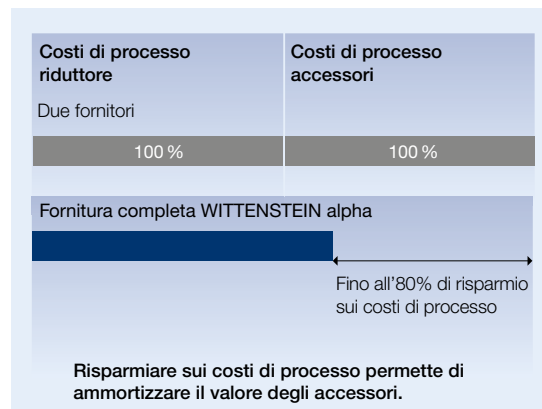 Costi di processo
riduttore
Costi di processo
accessori
Due fornitori
100 %
100 %
Fornitura completa WITTENSTEIN alpha
Fino all'80% di risparmio
sui costi di processo
Risparmiare sui costi di processo permette di
ammortizzare il valore degli accessori.